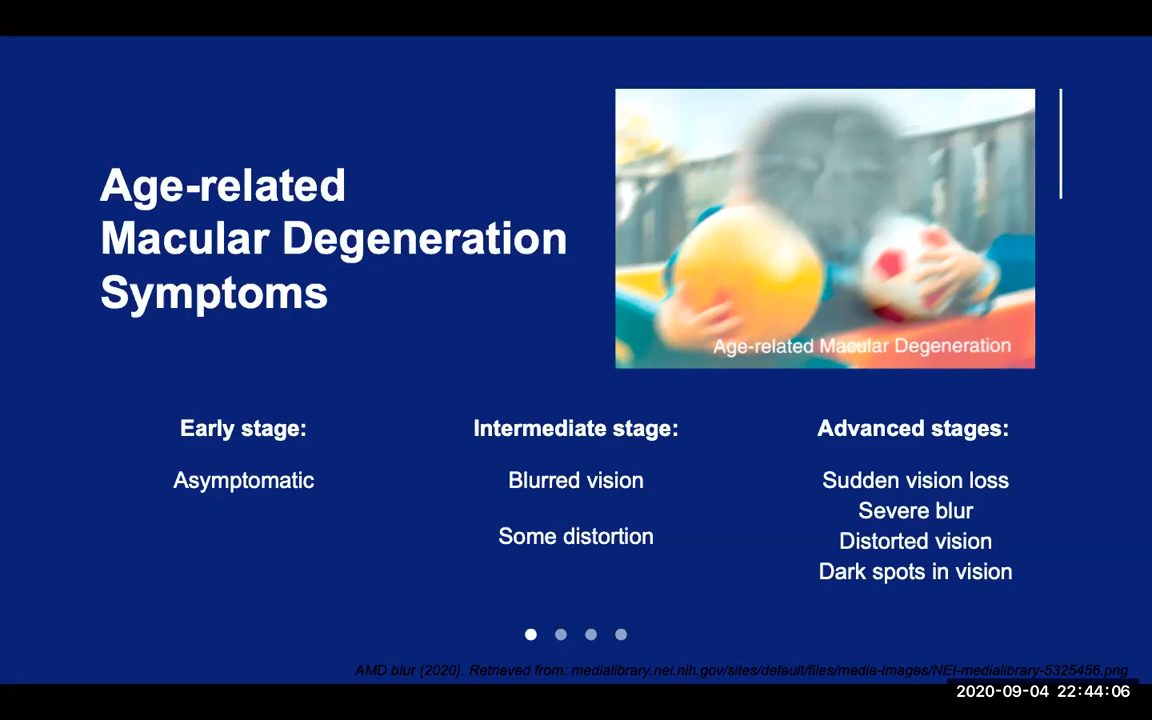 Age-related
Macular Degeneration
Symptoms
Age-related Macular Degeneration
Early stage:
Asymptomatic
Intermediate stage:
Blurred vision
Some distortion
Advanced stages:
Sudden vision loss
Severe blur
Distorted vision
Dark spots in vision
AMD blur (2020). Retrieved from: medialibrary.nei.nih.gov/sites/default/files/media-images/NEI-medialibrary-5325456.png
2020-09-04 22:44:06